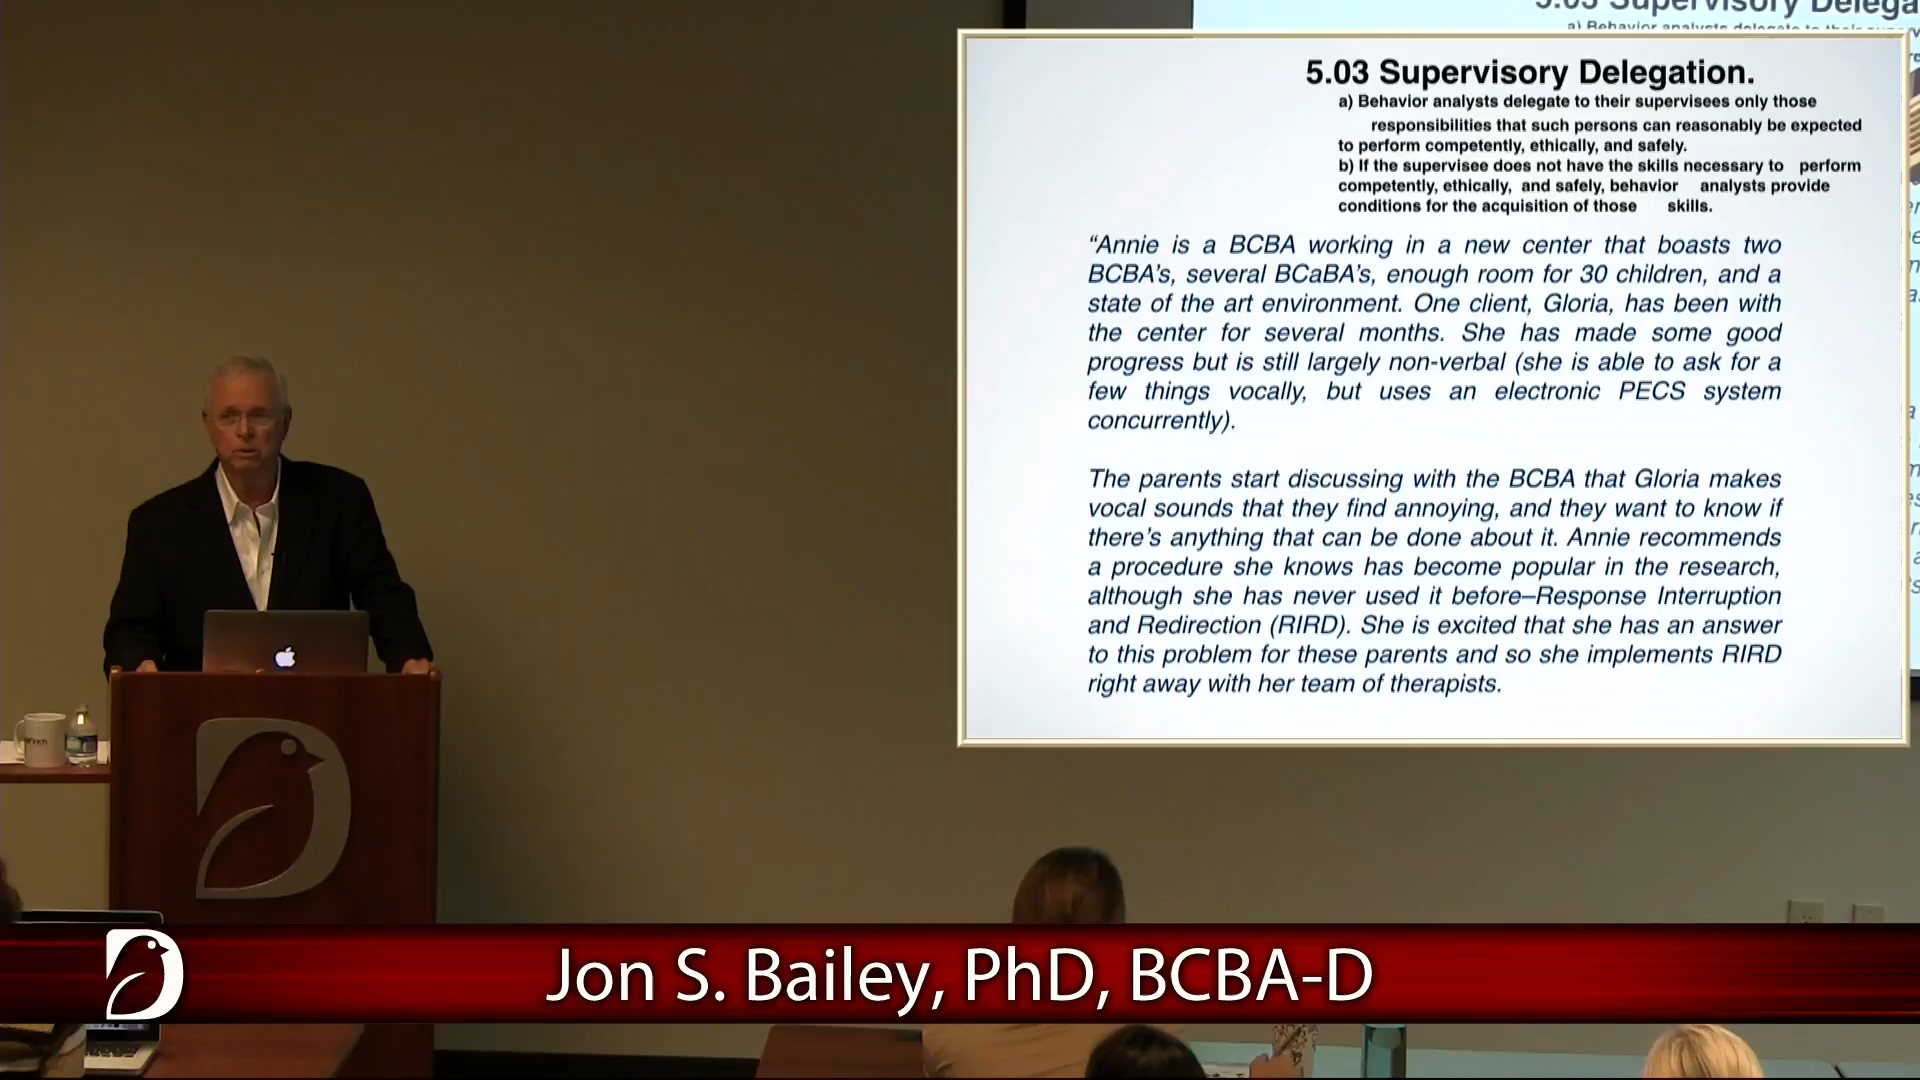 5.03 Supervisory Delega
a) Behavior analysts delegate to their
5.03 Supervisory Delegation.
a) Behavior analysts delegate to their supervisees only those
responsibilities that such persons can reasonably be expected
to perform competently, ethically, and safely.
b) If the supervisee does not have the skills necessary to perform
competently, ethically, and safely, behavior analysts provide
conditions for the acquisition of those skills.
“Annie is a BCBA working in a new center that boasts two
BCBA’s, several BCaBA’s, enough room for 30 children, and a
state of the art environment. One client, Gloria, has been with
the center for several months. She has made some good
progress but is still largely non-verbal (she is able to ask for a
few things vocally, but uses an electronic PECS system
concurrently).
The parents start discussing with the BCBA that Gloria makes
vocal sounds that they find annoying, and they want to know if
there’s anything that can be done about it. Annie recommends
a procedure she knows has become popular in the research,
although she has never used it before–Response Interruption
and Redirection (RIRD). She is excited that she has an answer
to this problem for these parents and so she implements RIRD
right away with her team of therapists.
Jon S. Bailey, PhD, BCBA-D